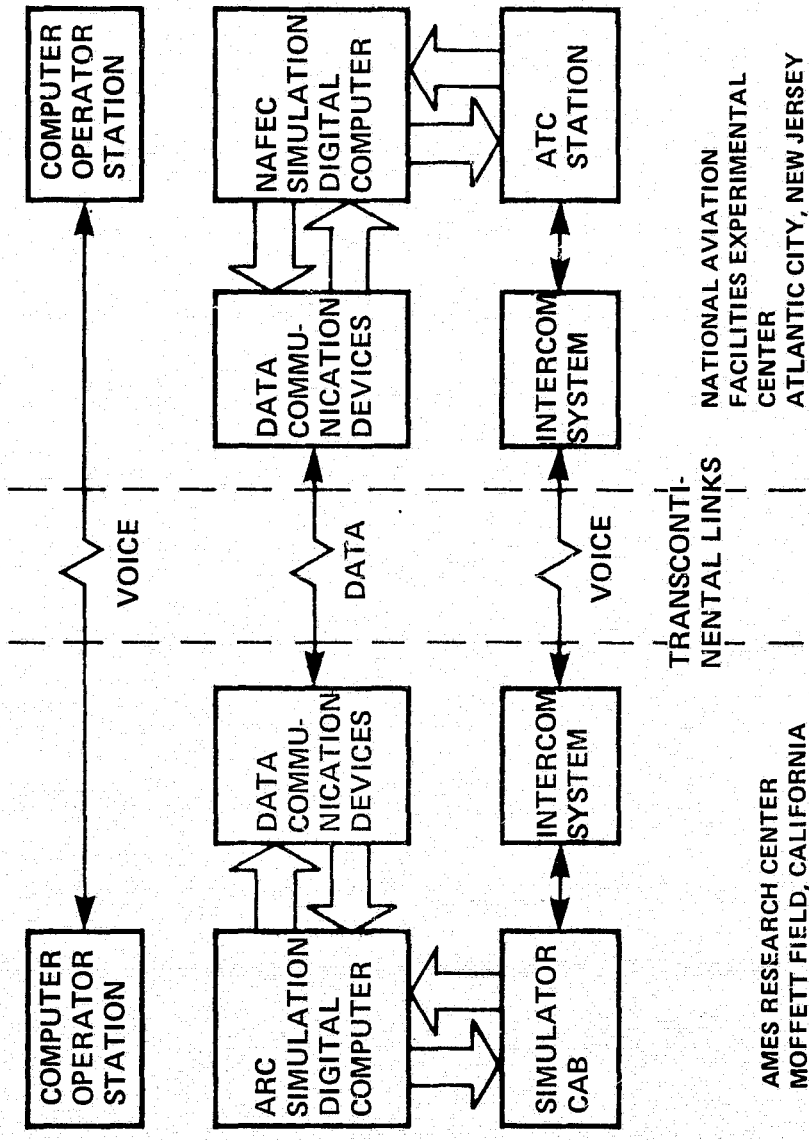 COMPUTER
OPERATOR
STATION
VOICE
COMPUTER
OPERATOR
STATION
ARC
SIMULATION
DIGITAL
COMPUTER
DATA
COMMU-
NICATION
DEVICES
DATA
DATA
COMMU-
NICATION
DEVICES
NAFEC
SIMULATION
DIGITAL
COMPUTER
SIMULATOR
CAB
INTERCOM
SYSTEM
VOICE
INTERCOM
SYSTEM
ATC
STATION
AMES RESEARCH CENTER
MOFFETT FIELD, CALIFORNIA
TRANSCONTI-
NENTAL LINKS
NATIONAL AVIATION
FACILITIES EXPERIMENTAL
CENTER
ATLANTIC CITY, NEW JERSEY